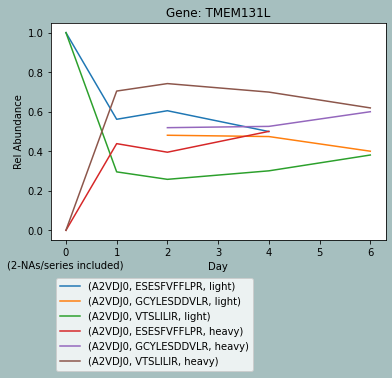 Gene: TMEM131L
1.0
0.8
0.6
0.4
0.2
0.0
Rel Abundance
0 1 2 3 4 5 6
(2-NAs/series included)
Day
(A2VDJ0, ESESFVFFLPR, light)
(A2VDJ0, GCYLESDDVLR, light)
(A2VDJ0, VTSLILIR, light)
(A2VDJ0, ESESFVFFLPR, heavy)
(A2VDJ0, GCYLESDDVLR, heavy)
(A2VDJ0, VTSLILIR, heavy)